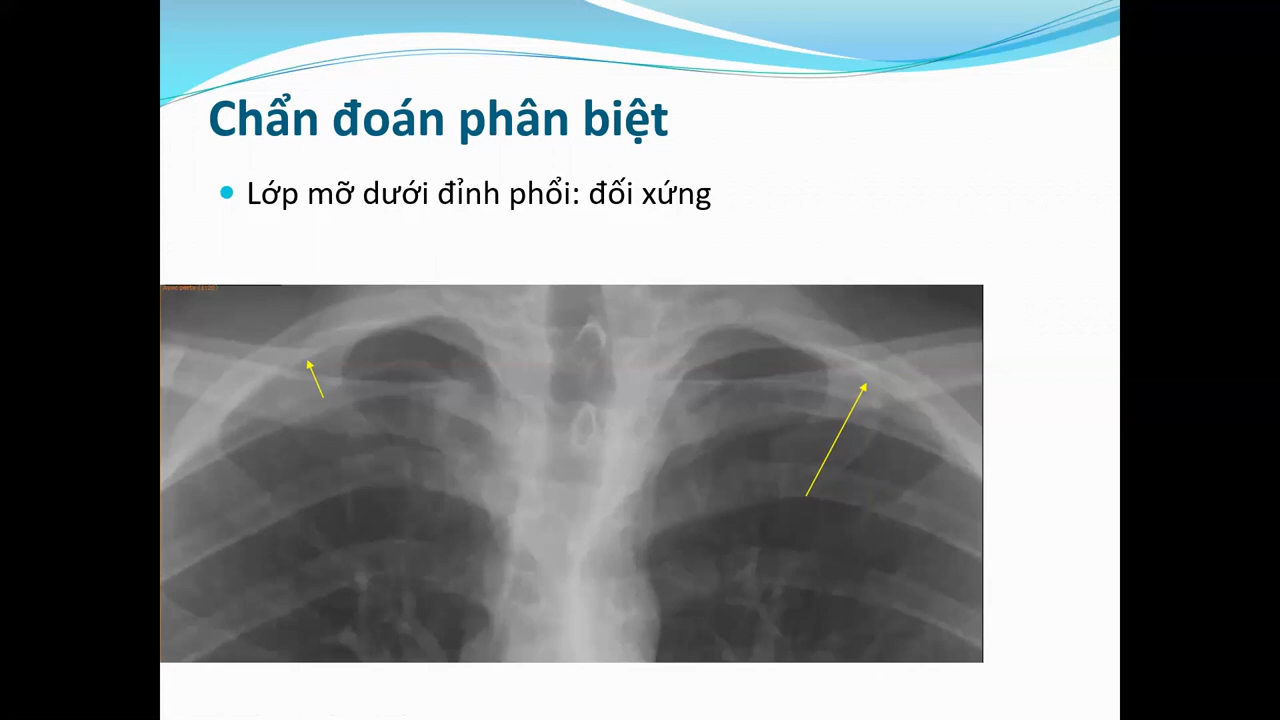 Chẩn đoán phân biệt
Lớp mỡ dưới đỉnh phổi: đối xứng